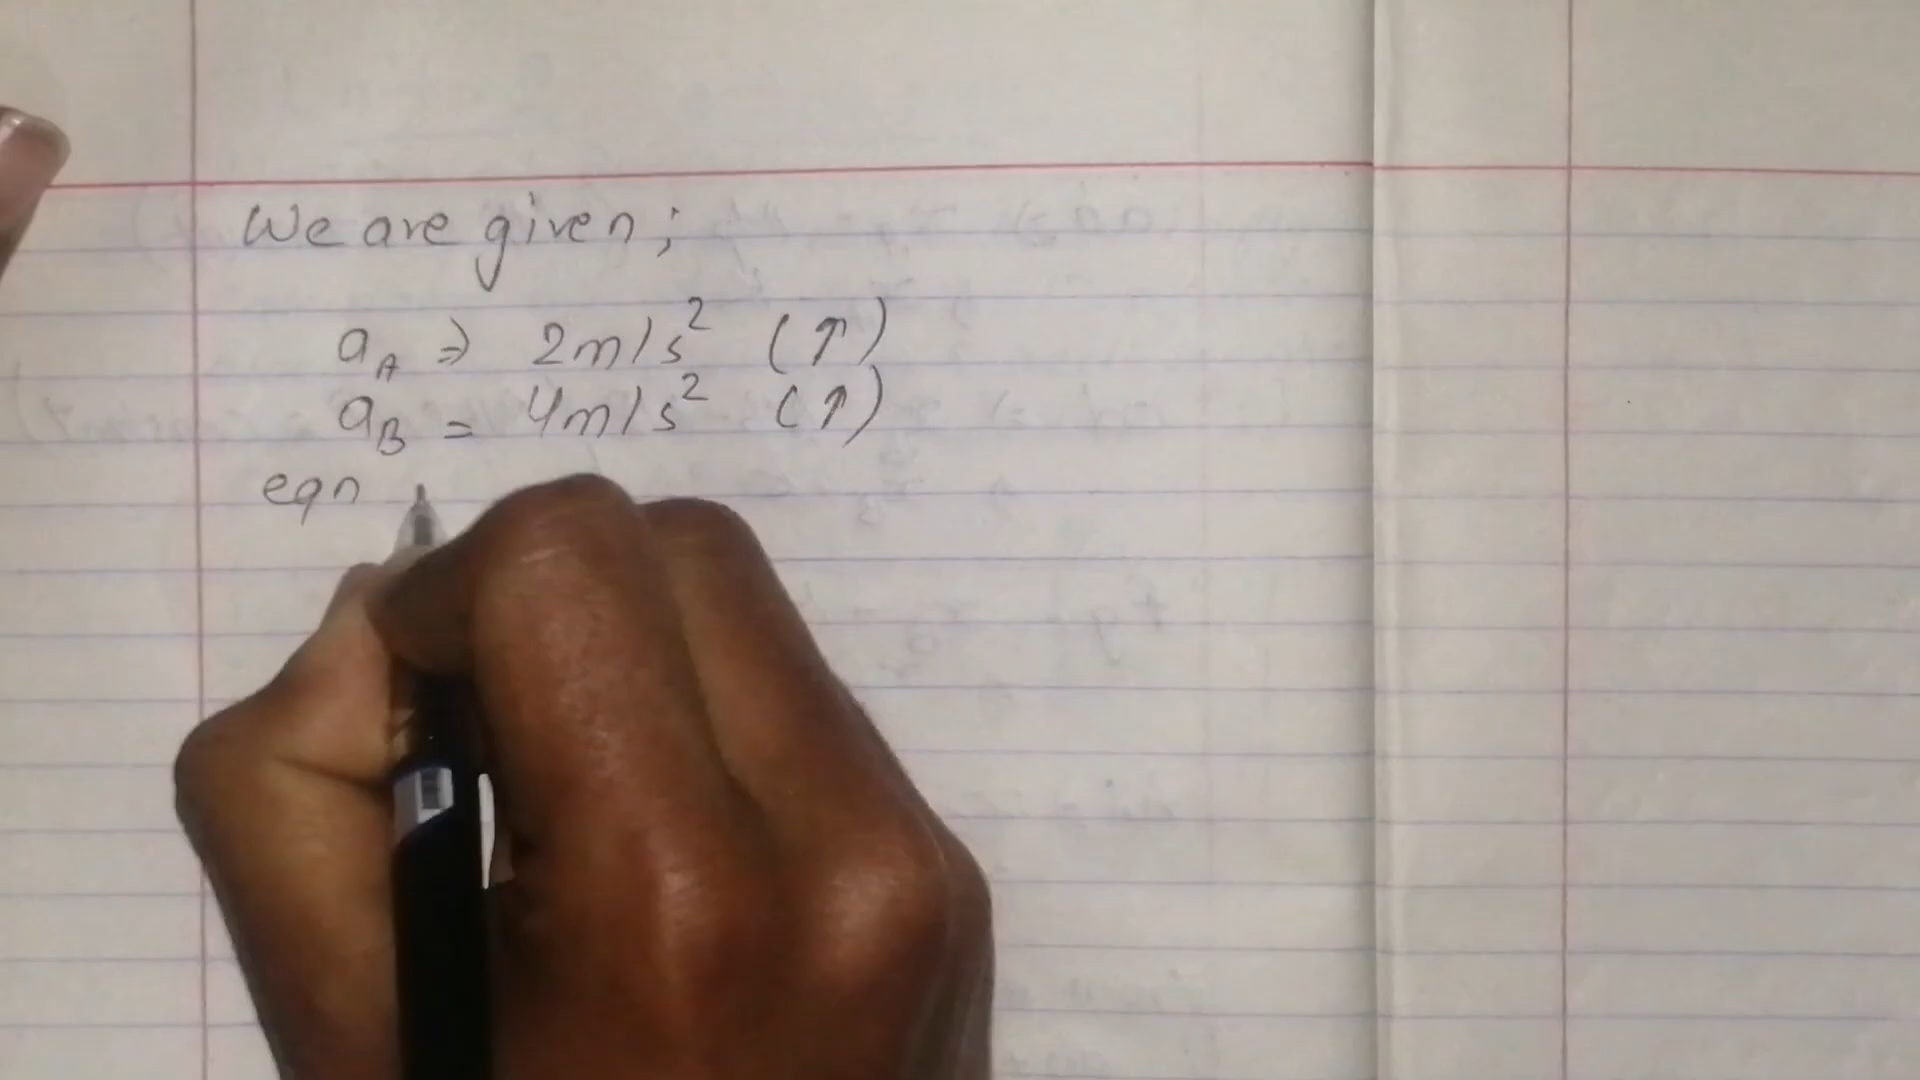 We are given;
a_A ⇒ 2m/s² (↑)
a_B = 4m/s² (↑)
eqn